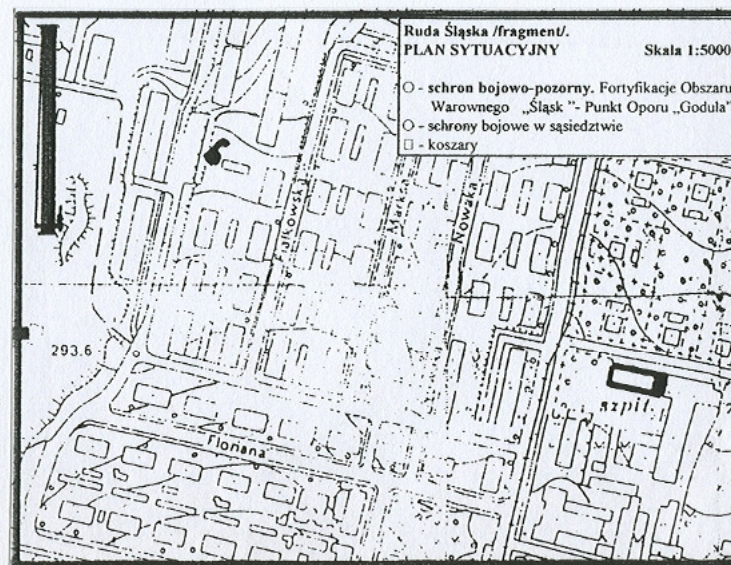 Ruda Śląska /fragment/.
PLAN SYTUACYJNY Skala 1:5000
O - schron bojowo-pozorny. Fortyfikacje Obszaru
Warownego „Śląsk ”- Punkt Oporu „Godula”
O - schrony bojowe w sąsiedztwie
□ - koszary
Fiałkowskiego
Nowaka
293.6
szpit.
Floriana